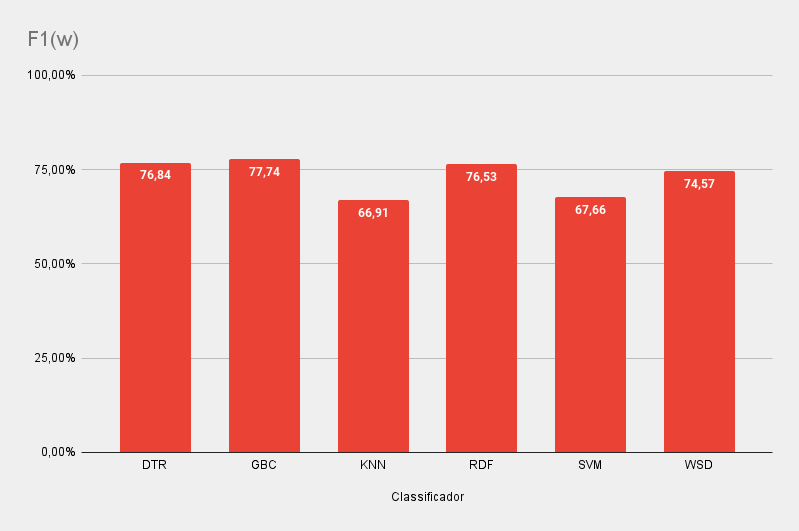 F1(w)
100,00%
75,00%
50,00%
25,00%
0,00%
76,84
77,74
66,91
76,53
67,66
74,57
DTR
GBC
KNN
RDF
SVM
WSD
Classificador